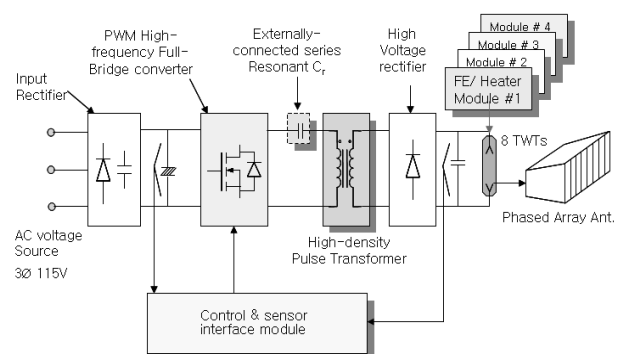 Module # 4
Module # 3
Module # 2
FE/ Heater
Module #1
PWM High-
frequency Full-
Bridge converter
Externally-
connected series
Resonant Cr
High
Voltage
rectifier
Input
Rectifier
8 TWTs
Phased Array Ant.
AC voltage
Source
3Ø 115V
High-density
Pulse Transformer
Control & sensor
interface module